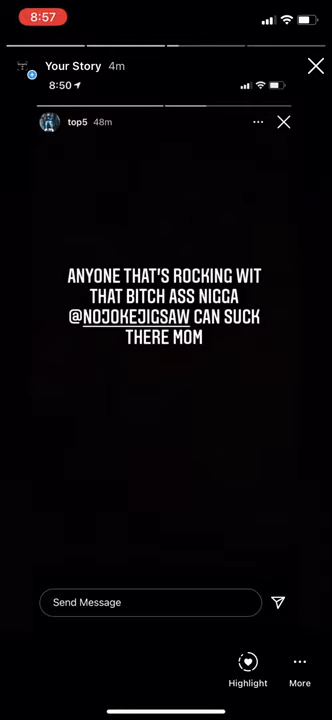 8:57
Your Story 4m
8:50
top5 48m
ANYONE THAT'S ROCKING WIT
THAT BITCH ASS NIGGA
@NOJOKEJIGSAW CAN SUCK
THERE MOM
Send Message
Highlight
More